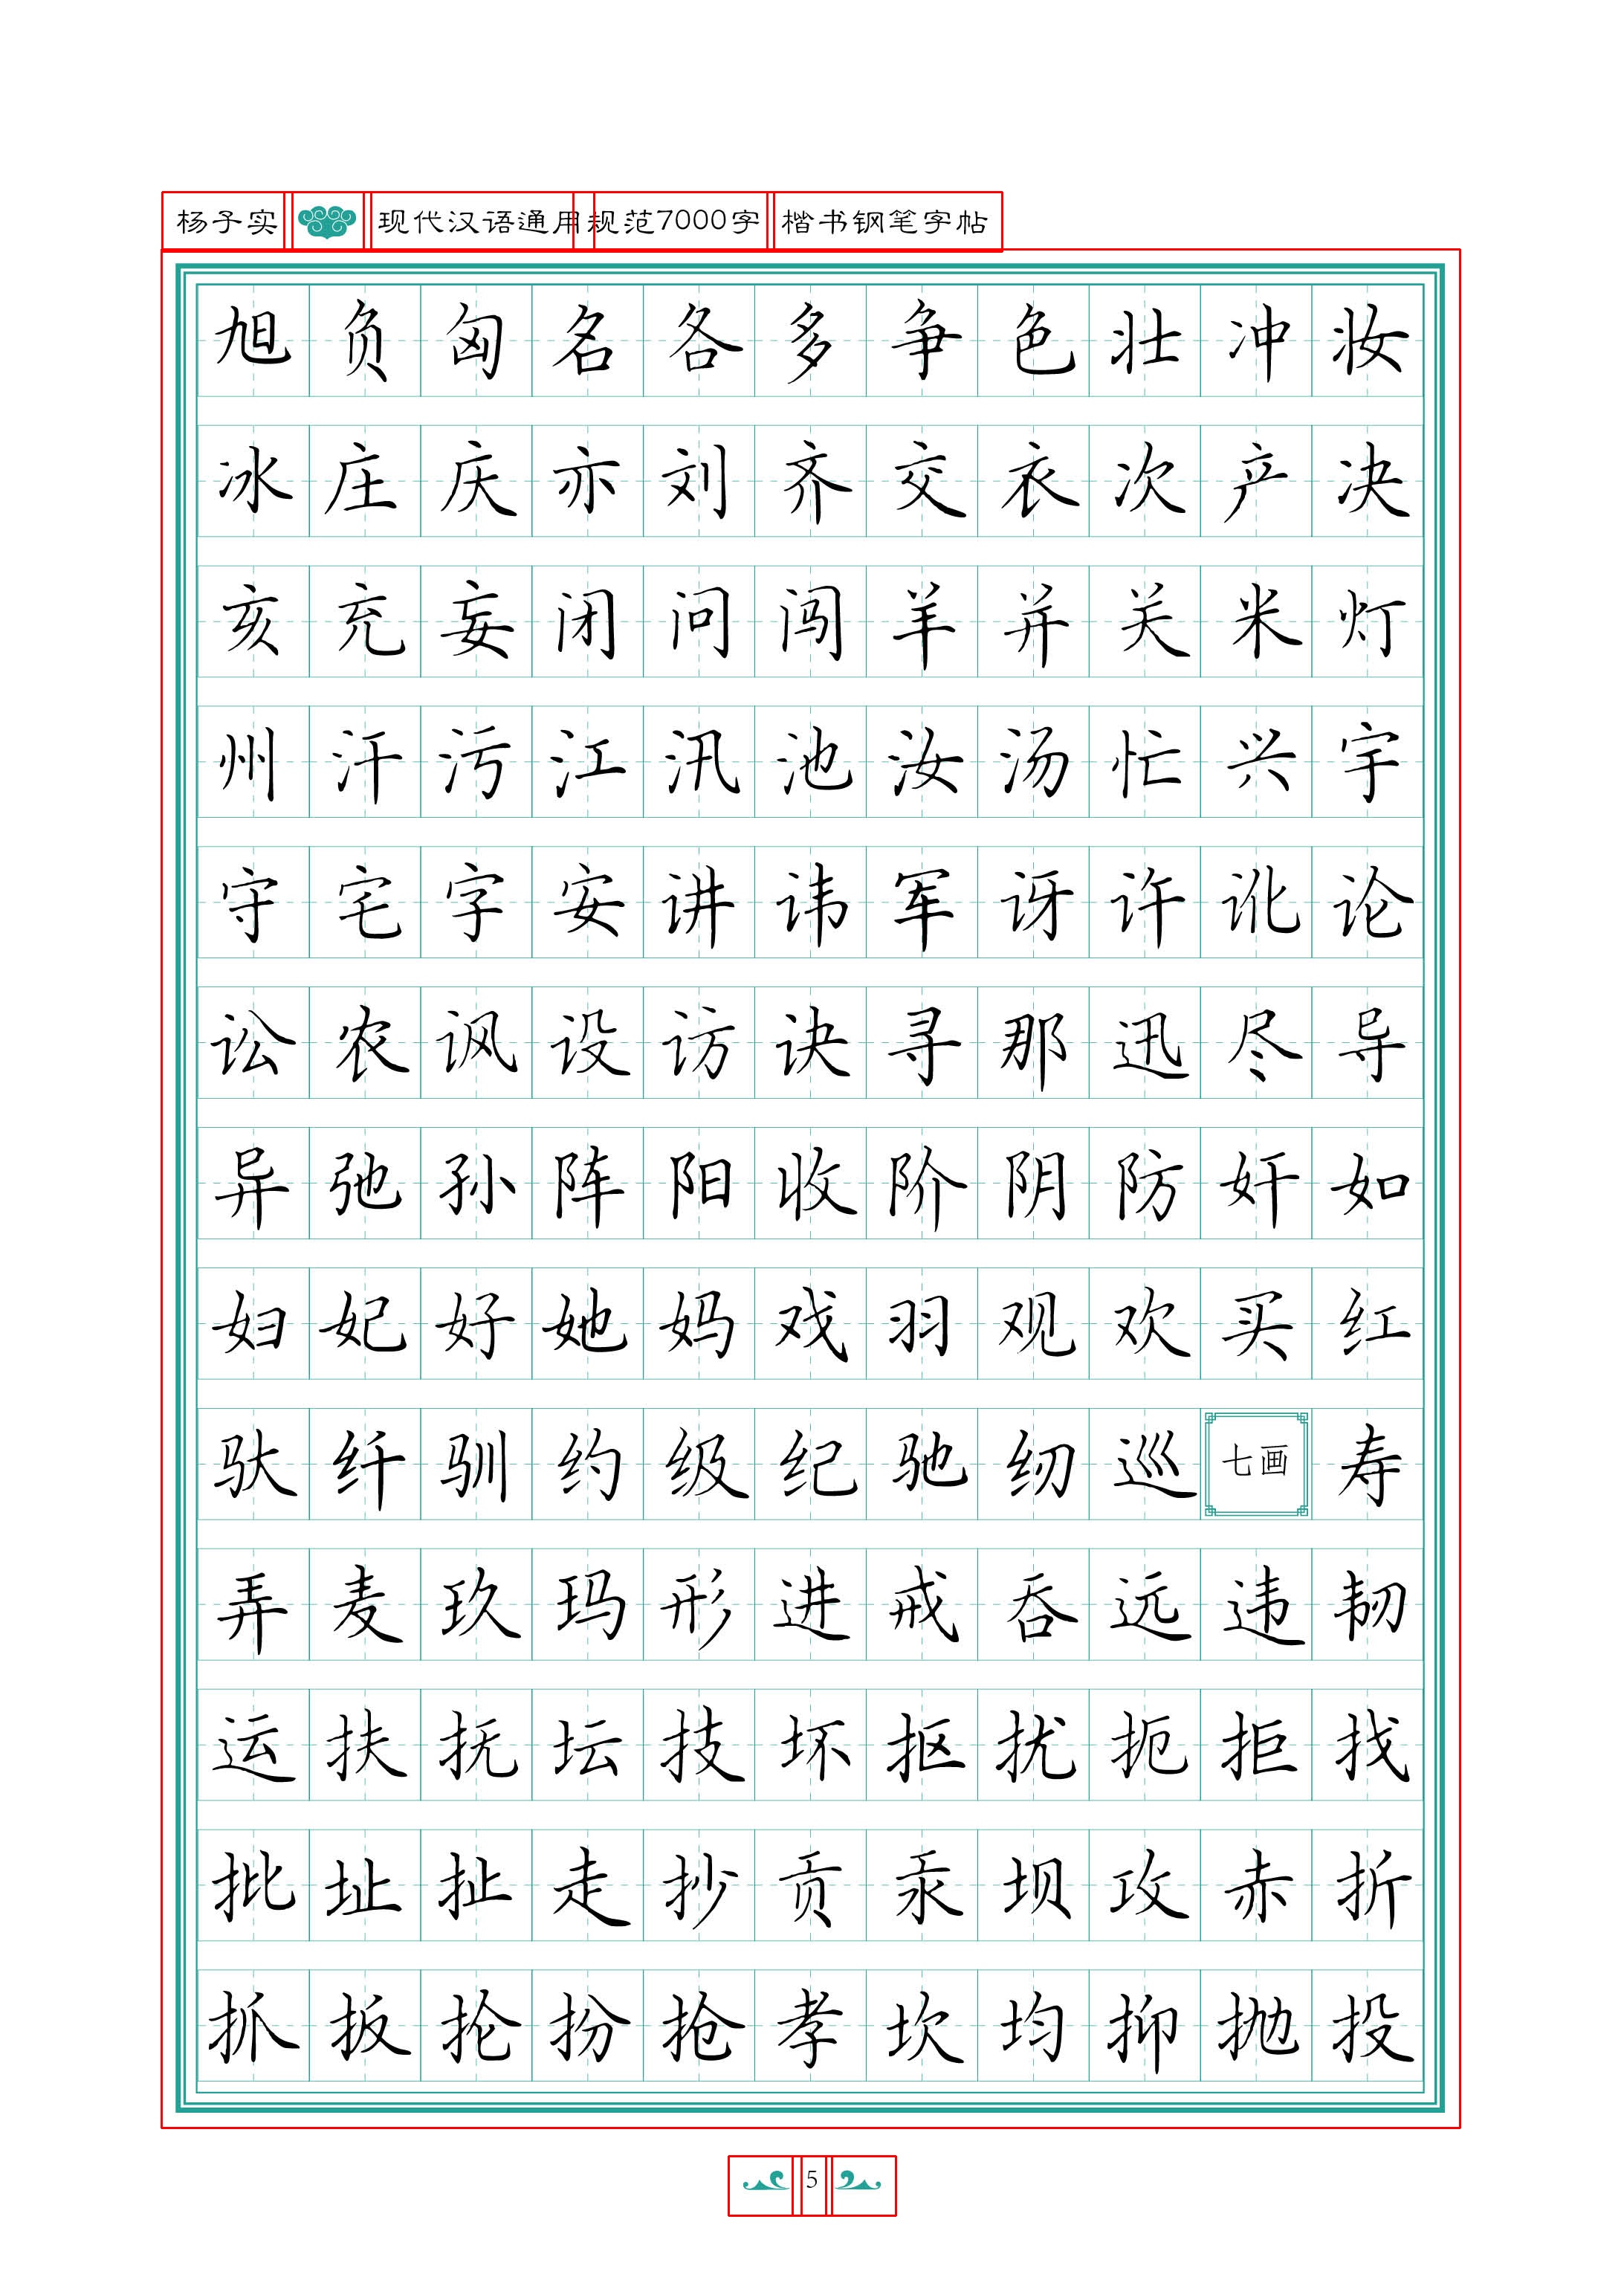 杨子实 现代汉语通用规范7000字 楷书钢笔字帖
旭负匈名各多争色壮冲妆
冰庄庆亦刘齐交衣次产决
亥充妄闭问闯羊并关米灯
州汗污江汛池汝汤忙兴宇
守宅字安讲讳军讶许讹论
讼农讽设访诀寻那迅尽导
异弛孙阵阳收阶阴防奸如
妇妃好她妈戏羽观欢买红
驮纤驯约级纪驰纫巡七画寿
弄麦玖玛形进戒吞远违韧
运扶抚坛技坏抠扰扼拒找
批址扯走抄贡汞坝攻赤折
抓扳抡扮抢孝坎均抑抛投
5